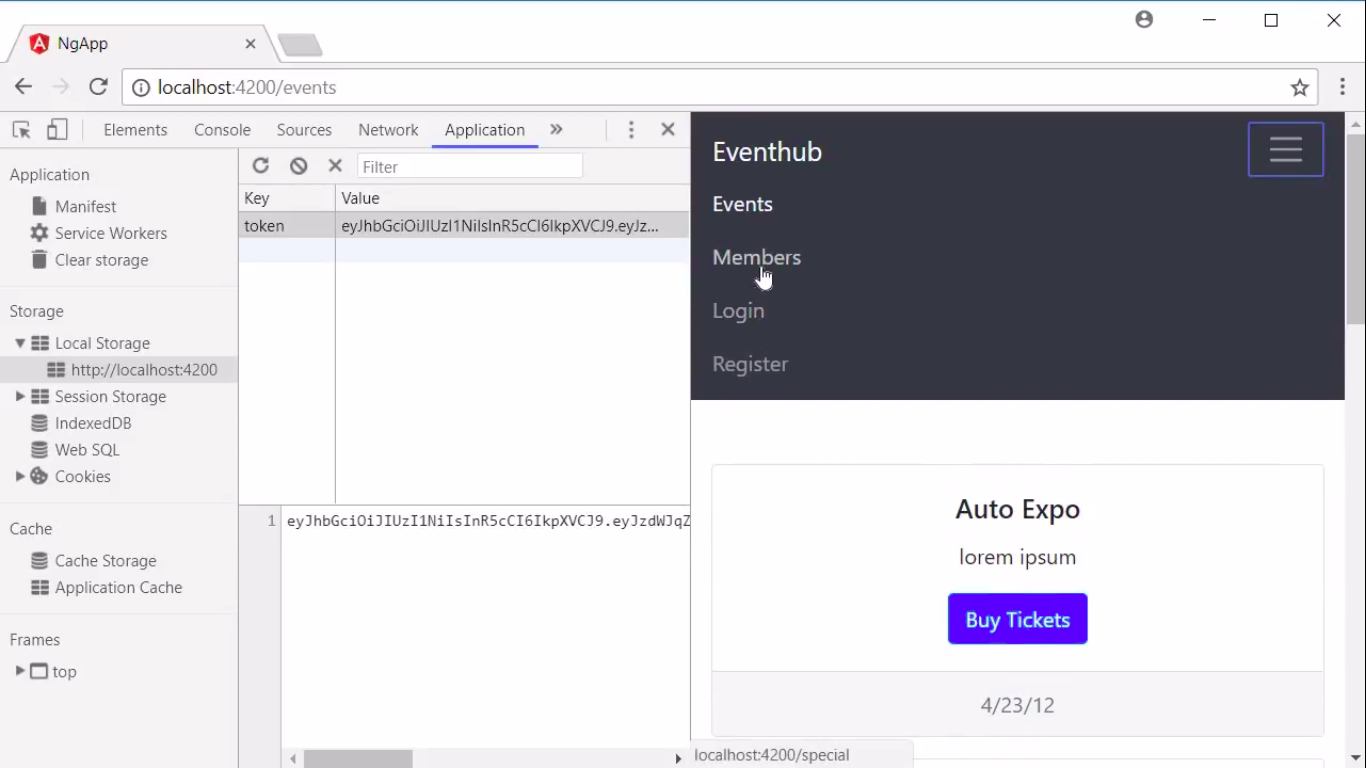 NgApp
localhost:4200/events
Elements Console Sources Network Application
Application
Manifest
Service Workers
Clear storage
Storage
Local Storage
http://localhost:4200
Session Storage
IndexedDB
Web SQL
Cookies
Cache
Cache Storage
Application Cache
Frames
top
Filter
Key Value
token eyJhbGciOiJIUzI1NiIsInR5cCI6IkpXVCJ9.eyJz...
1 eyJhbGciOiJIUzI1NiIsInR5cCI6IkpXVCJ9.eyJzdWJqZ
Eventhub
Events
Members
Login
Register
Auto Expo
lorem ipsum
Buy Tickets
4/23/12
localhost:4200/special